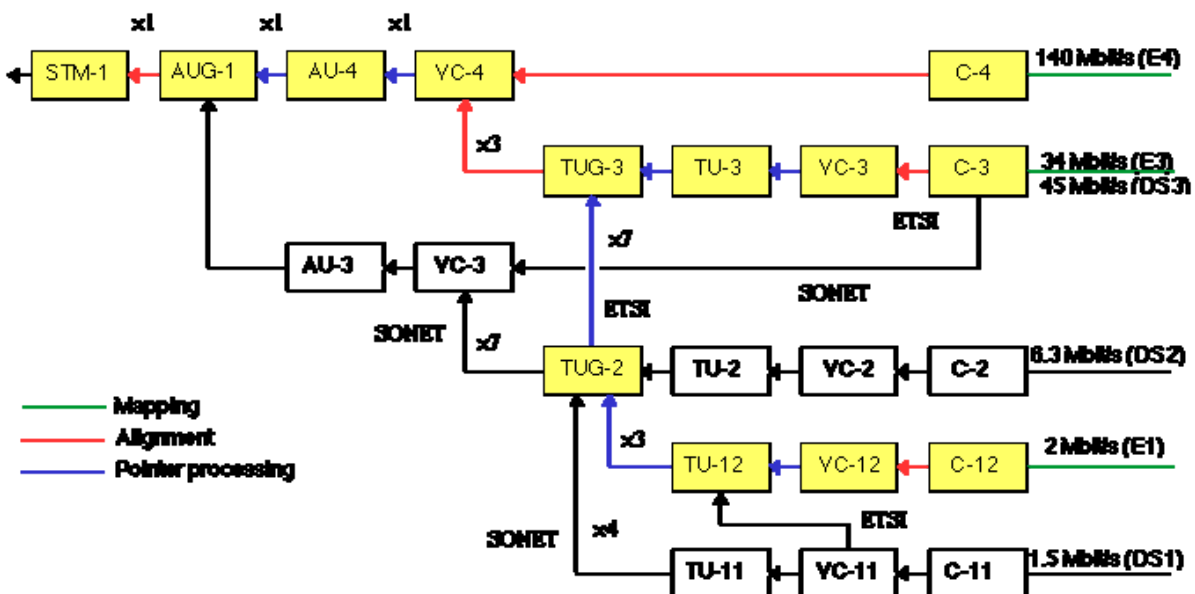 x1 x1 x1
STM-1 AUG-1 AU-4 VC-4 C-4 140 Mbit/s (E4)
x3
TUG-3 TU-3 VC-3 C-3 34 Mbit/s (E3)
45 Mbit/s (DS3)
ETSI
x7
AU-3 VC-3
SONET
ETSI
SONET x7
TUG-2 TU-2 VC-2 C-2 6.3 Mbit/s (DS2)
Mapping
Alignment
Pointer processing
x3
TU-12 VC-12 C-12 2 Mbit/s (E1)
ETSI
SONET x4
TU-11 VC-11 C-11 1.5 Mbit/s (DS1)